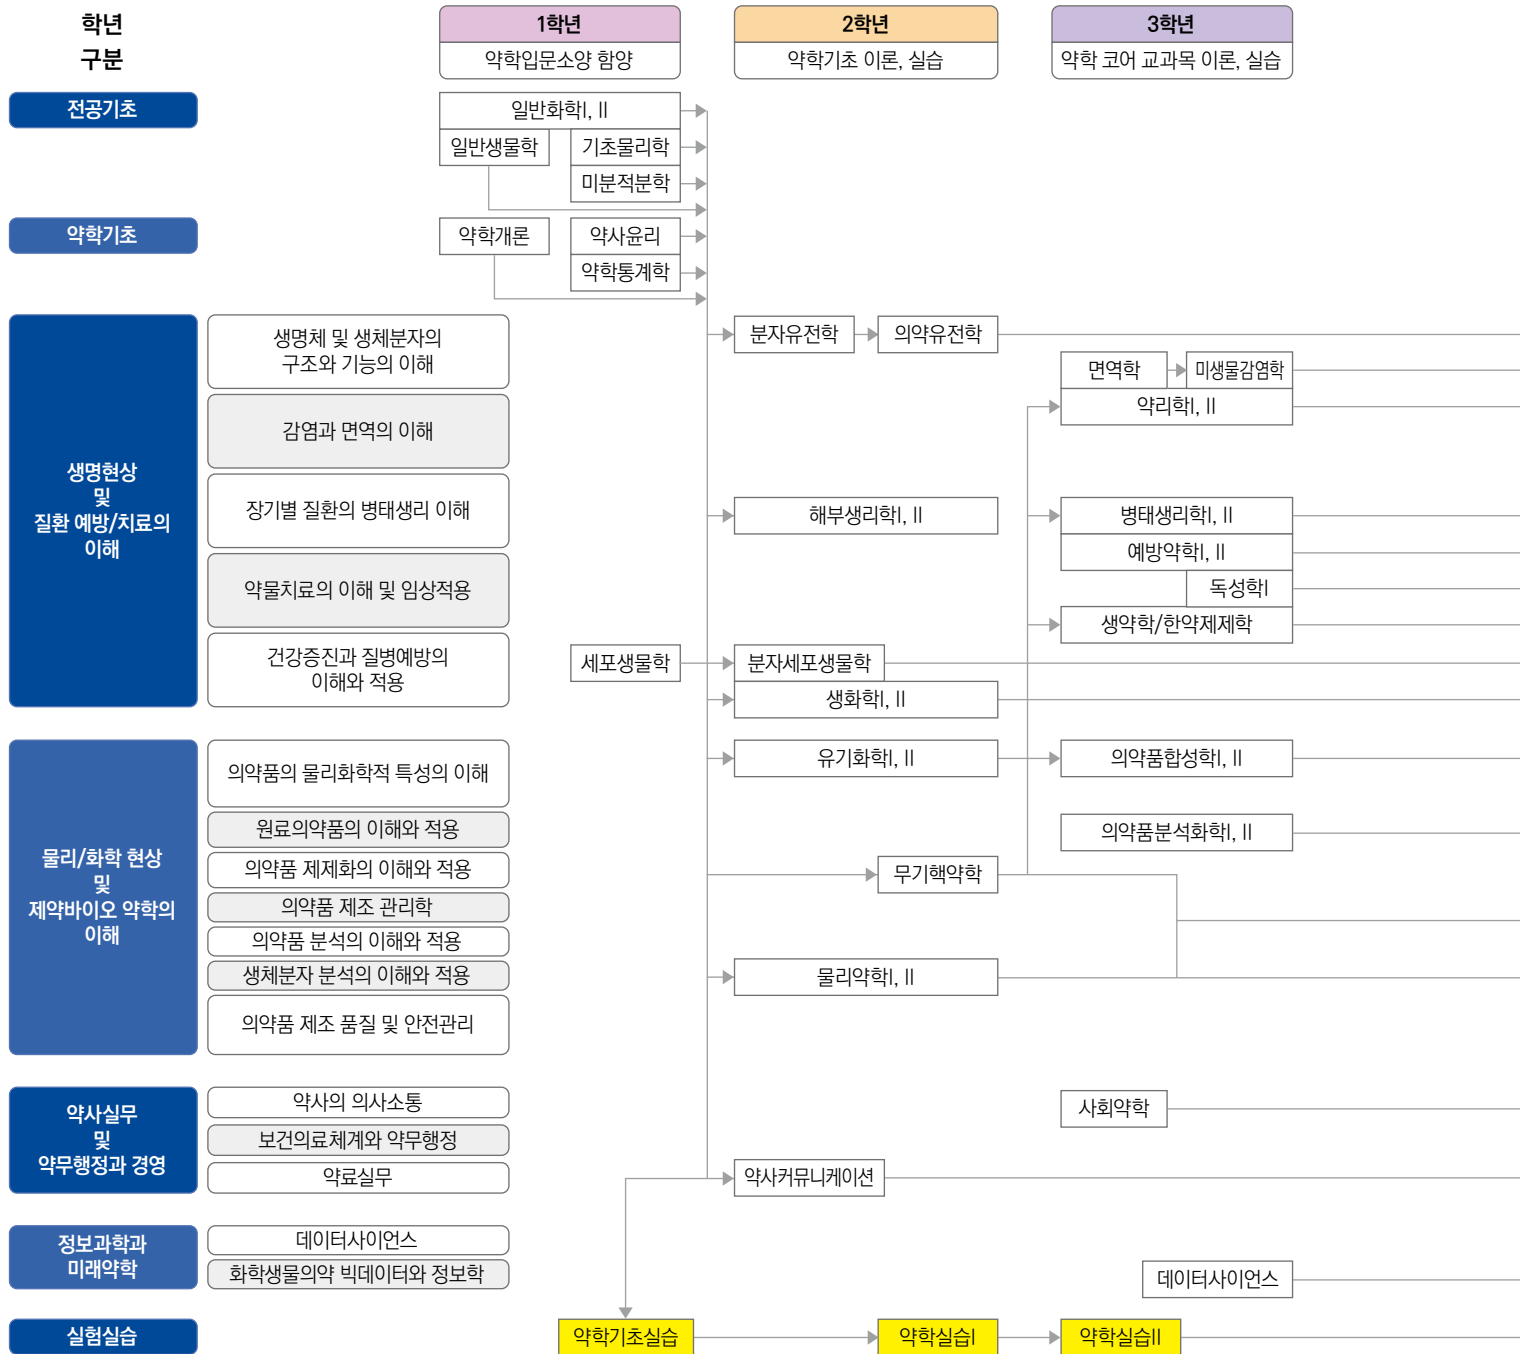 학년
구분
1학년
약학입문소양 함양
2학년
약학기초 이론, 실습
3학년
약학 코어 교과목 이론, 실습
전공기초
일반화학I, II
일반생물학
기초물리학
미분적분학
약학기초
약학개론
약사윤리
약학통계학
생명현상
및
질환 예방/치료의
이해
생명체 및 생체분자의
구조와 기능의 이해
감염과 면역의 이해
장기별 질환의 병태생리 이해
약물치료의 이해 및 임상적용
건강증진과 질병예방의
이해와 적용
분자유전학
의약유전학
면역학
미생물감염학
약리학I, II
해부생리학I, II
병태생리학I, II
예방약학I, II
독성학I
생약학/한약제제학
세포생물학
분자세포생물학
생화학I, II
물리/화학 현상
및
제약바이오 약학의
이해
의약품의 물리화학적 특성의 이해
원료의약품의 이해와 적용
의약품 제제화의 이해와 적용
의약품 제조 관리학
의약품 분석의 이해와 적용
생체분자 분석의 이해와 적용
의약품 제조 품질 및 안전관리
유기화학I, II
의약품합성학I, II
의약품분석화학I, II
무기핵약학
물리약학I, II
약사실무
및
약무행정과 경영
약사의 의사소통
보건의료체계와 약무행정
약료실무
사회약학
약사커뮤니케이션
정보과학과
미래약학
데이터사이언스
화학생물의약 빅데이터와 정보학
데이터사이언스
실험실습
약학기초실습
약학실습I
약학실습II